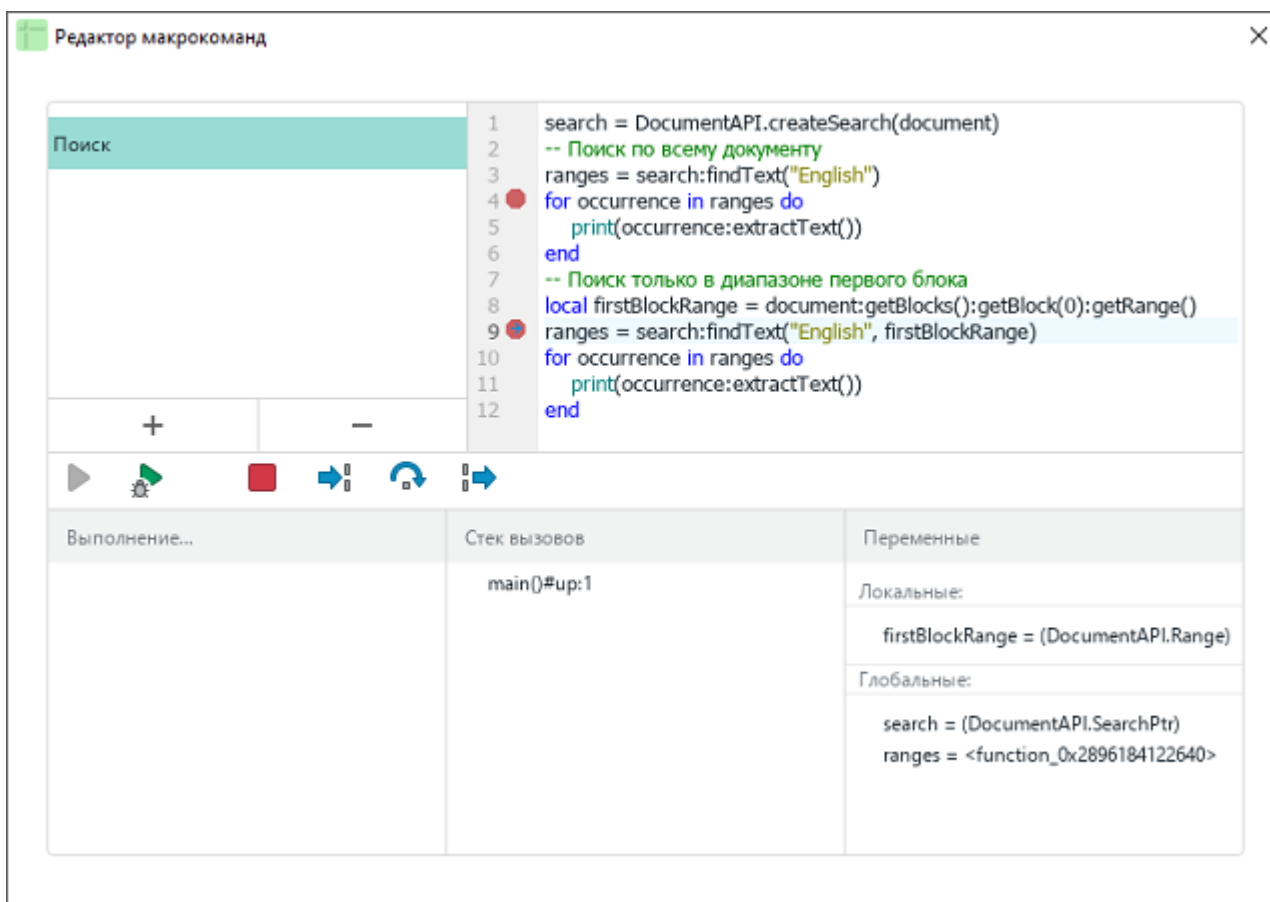 Редактор макрокоманд
Поиск
1 search = DocumentAPI.createSearch(document)
2 -- Поиск по всему документу
3 ranges = search:findText("English")
4 for occurrence in ranges do
5 print(occurrence:extractText())
6 end
7 -- Поиск только в диапазоне первого блока
8 local firstBlockRange = document:getBlocks():getBlock(0):getRange()
9 ranges = search:findText("English", firstBlockRange)
10 for occurrence in ranges do
11 print(occurrence:extractText())
12 end
Выполнение...
Стек вызовов
main()#up:1
Переменные
Локальные:
firstBlockRange = (DocumentAPI.Range)
Глобальные:
search = (DocumentAPI.SearchPtr)
ranges = <function_0x2896184122640>